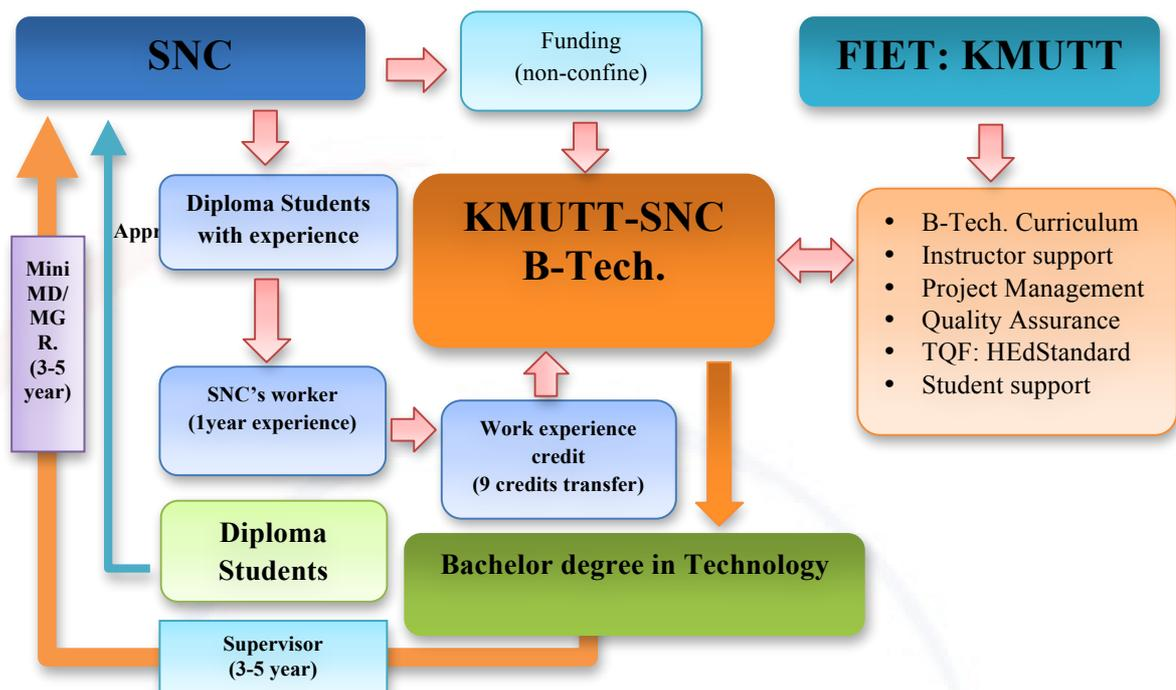 SNC
Funding
(non-confine)
FIET: KMUTT
Diploma Students
with experience
KMUTT-SNC
B-Tech.
• B-Tech. Curriculum
• Instructor support
• Project Management
• Quality Assurance
• TQF: HEdStandard
• Student support
Appr
Mini
MD/
MG
R.
(3-5
year)
SNC’s worker
(1year experience)
Work experience
credit
(9 credits transfer)
Diploma
Students
Bachelor degree in Technology
Supervisor
(3-5 year)